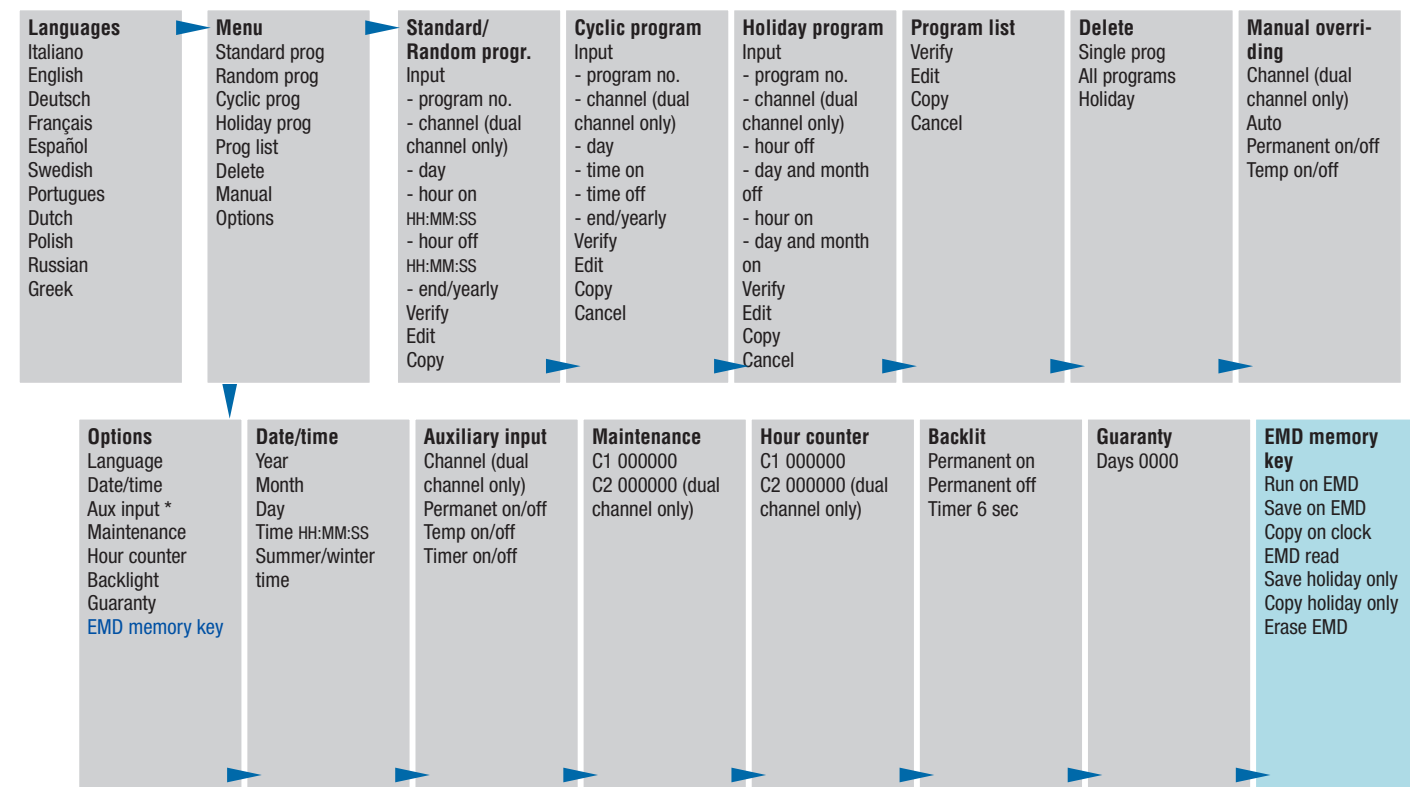 Languages
Italiano
English
Deutsch
Français
Español
Swedish
Portugues
Dutch
Polish
Russian
Greek
Menu
Standard prog
Random prog
Cyclic prog
Holiday prog
Prog list
Delete
Manual
Options
Standard/
Random progr.
Input
- program no.
- channel (dual
channel only)
- day
- hour on
HH:MM:SS
- hour off
HH:MM:SS
- end/yearly
Verify
Edit
Copy
Cyclic program
Input
- program no.
- channel (dual
channel only)
- day
- time on
- time off
- end/yearly
Verify
Edit
Copy
Cancel
Holiday program
Input
- program no.
- channel (dual
channel only)
- hour off
- day and month
off
- hour on
- day and month
on
Verify
Edit
Copy
Cancel
Program list
Verify
Edit
Copy
Cancel
Delete
Single prog
All programs
Holiday
Manual overri-
ding
Channel (dual
channel only)
Auto
Permanent on/off
Temp on/off
Options
Language
Date/time
Aux input *
Maintenance
Hour counter
Backlight
Guaranty
EMD memory key
Date/time
Year
Month
Day
Time HH:MM:SS
Summer/winter
time
Auxiliary input
Channel (dual
channel only)
Permanet on/off
Temp on/off
Timer on/off
Maintenance
C1 000000
C2 000000 (dual
channel only)
Hour counter
C1 000000
C2 000000 (dual
channel only)
Backlit
Permanent on
Permanent off
Timer 6 sec
Guaranty
Days 0000
EMD memory
key
Run on EMD
Save on EMD
Copy on clock
EMD read
Save holiday only
Copy holiday only
Erase EMD